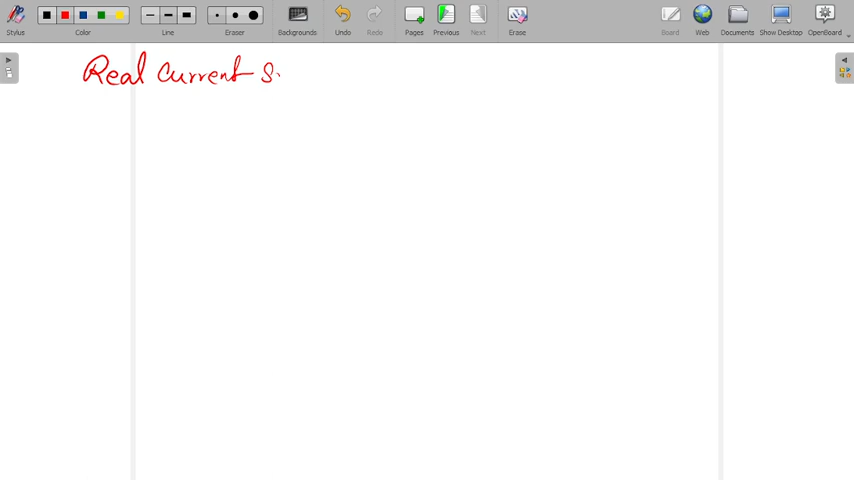 Stylus Color Line Eraser Backgrounds Undo Redo Pages Previous Next Erase Board Web Documents Show Desktop OpenBoard
Real Current S